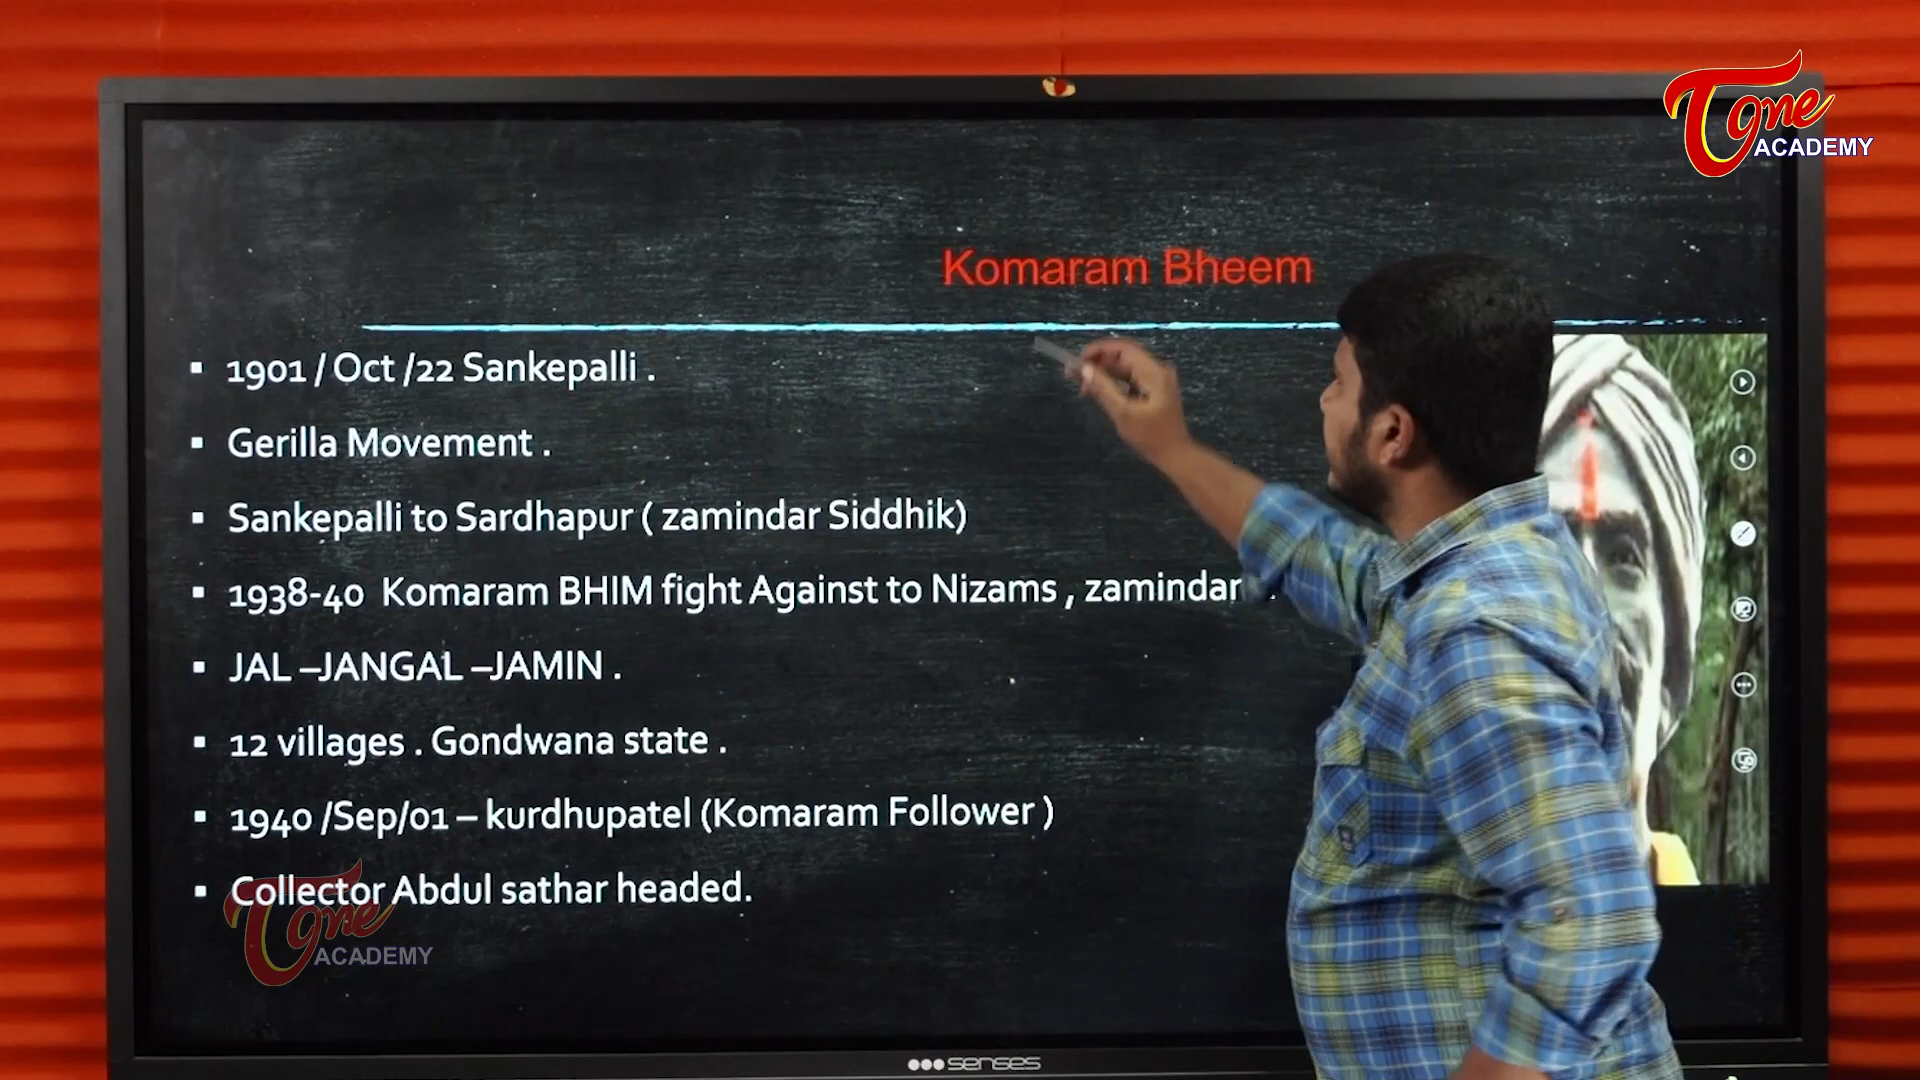 Tone
ACADEMY
Komaram Bheem
▪ 1901 / Oct /22 Sankepalli .
▪ Gerilla Movement .
▪ Sankepalli to Sardhapur ( zamindar Siddhik)
▪ 1938-40 Komaram BHIM fight Against to Nizams , zamindar .
▪ JAL –JANGAL –JAMIN .
▪ 12 villages . Gondwana state .
▪ 1940 /Sep/01 – kurdhupatel (Komaram Follower )
▪ Collector Abdul sathar headed.
Tone
ACADEMY
senses